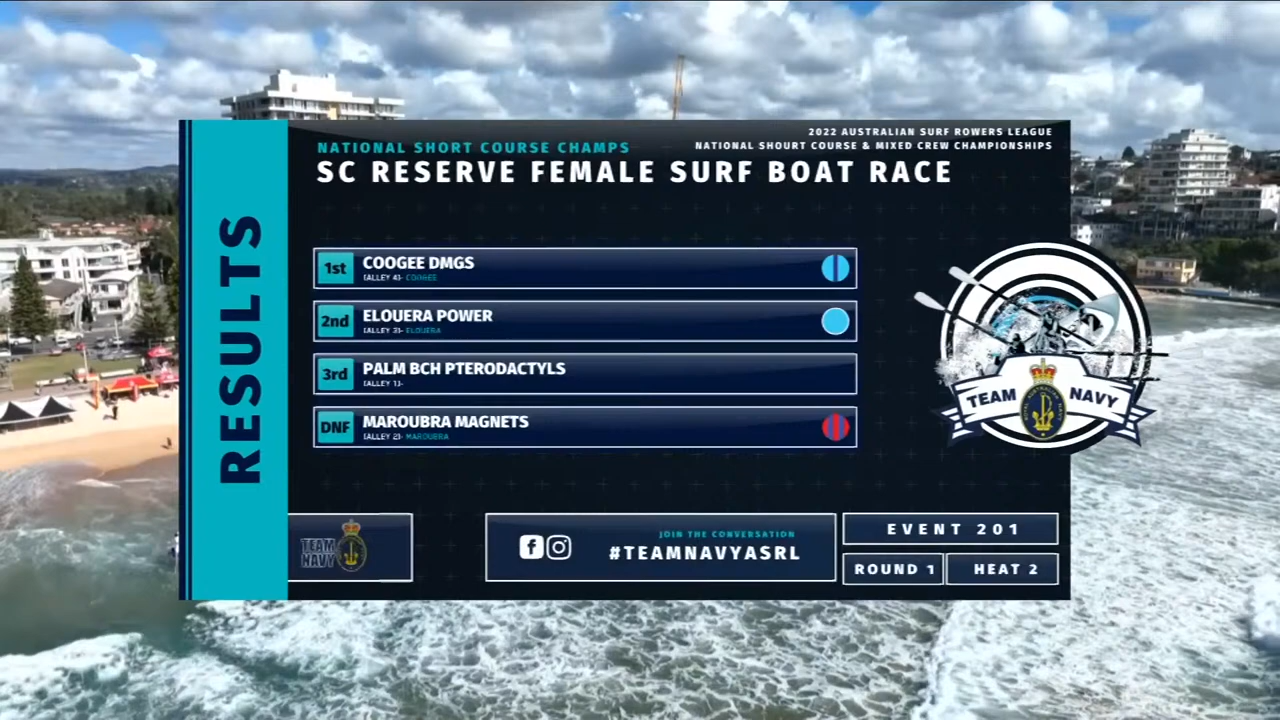 2022 AUSTRALIAN SURF ROWERS LEAGUE
NATIONAL SHORT COURSE CHAMPS
NATIONAL SHOURT COURSE & MIXED CREW CHAMPIONSHIPS
SC RESERVE FEMALE SURF BOAT RACE
RESULTS
1st COOGEE DMGS
(ALLEY 4)- COOGEE
2nd ELOUERA POWER
(ALLEY 3)- ELOUERA
3rd PALM BCH PTERODACTYLS
(ALLEY 1)-
DNF MAROUBRA MAGNETS
(ALLEY 2)- MAROUBRA
TEAM NAVY
ROYAL AUSTRALIAN NAVY
TEAM
NAVY
JOIN THE CONVERSATION
#TEAMNAVYASRL
EVENT 201
ROUND 1
HEAT 2